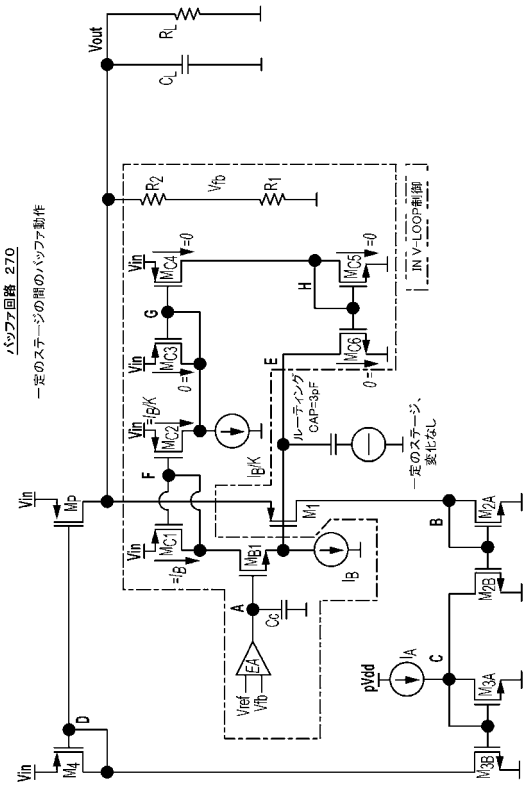 バッファ回路 270
一定のステージの間のバッファ動作
Vin
M4
D
Vin
MP
Vout
CL
RL
Vin
MC1
=IB
F
Vin
MC2
=IB/K
Vin
MC3
0=
G
Vin
MC4
=0
R2
Vfb
R1
Vref
Vfb
EA
A
Cc
MB1
IB
IB/K
E
ルーティング
CAP=3pF
H
MC6
0=
MC5
=0
IN V-LOOP制御
一定のステージ、
変化なし
M1
pVdd
IA
C
B
M3B
M3A
M2B
M2A